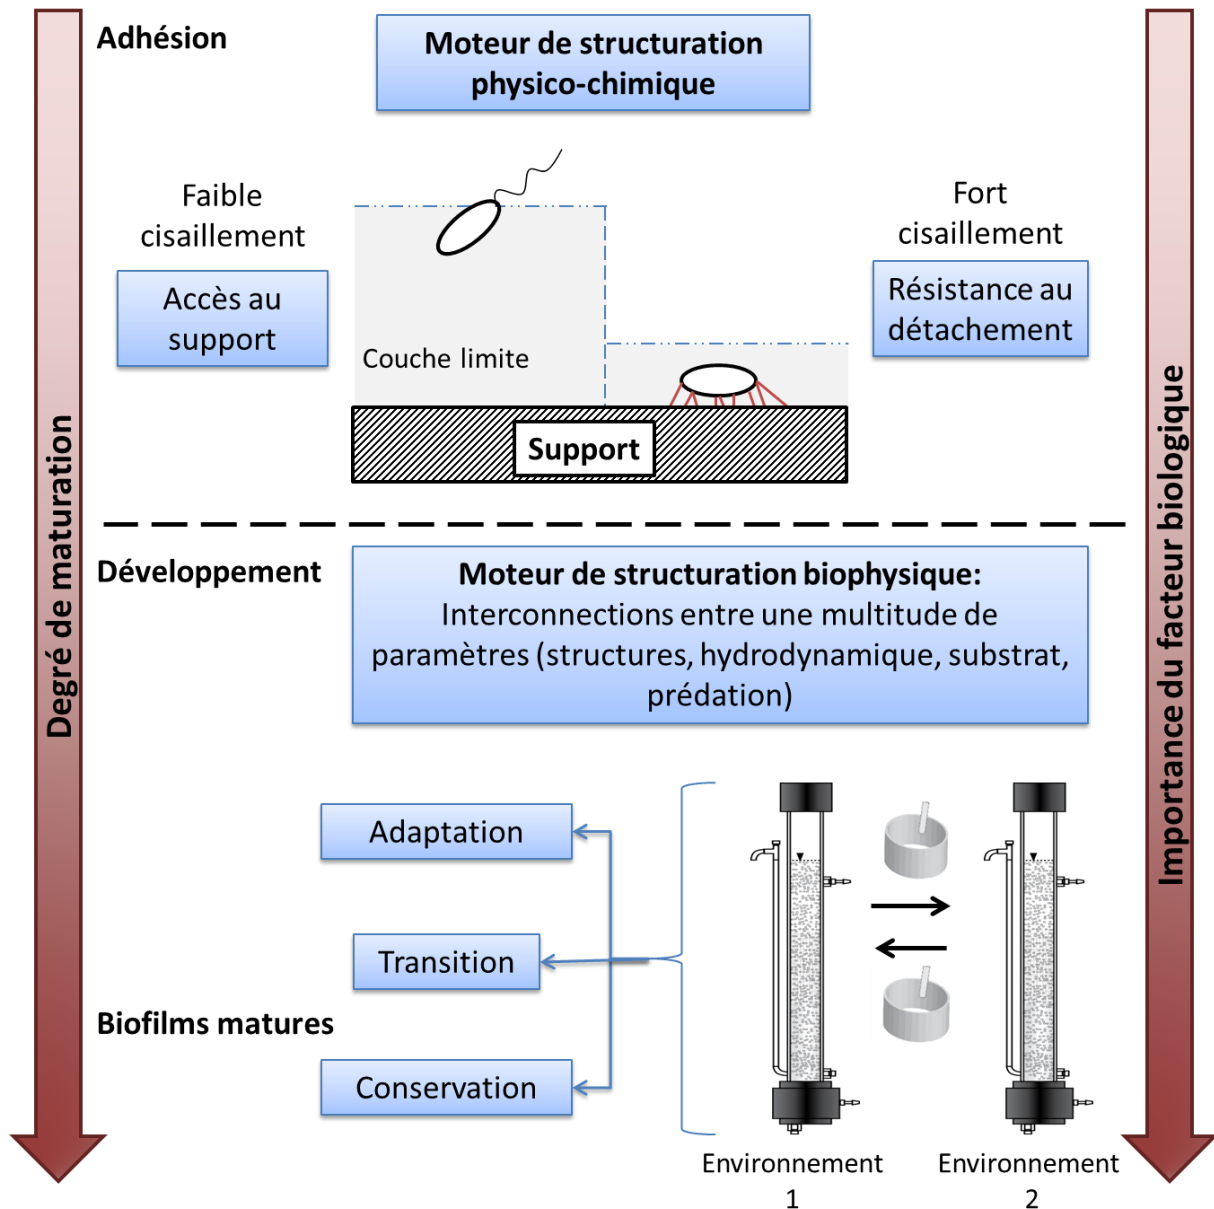 Adhésion
Moteur de structuration
physico-chimique
Faible
cisaillement
Accès au
support
Couche limite
Fort
cisaillement
Résistance au
détachement
Support
Degré de maturation
Importance du facteur biologique
Développement
Moteur de structuration biophysique:
Interconnections entre une multitude de
paramètres (structures, hydrodynamique, substrat,
prédation)
Adaptation
Transition
Biofilms matures
Conservation
Environnement
1
Environnement
2